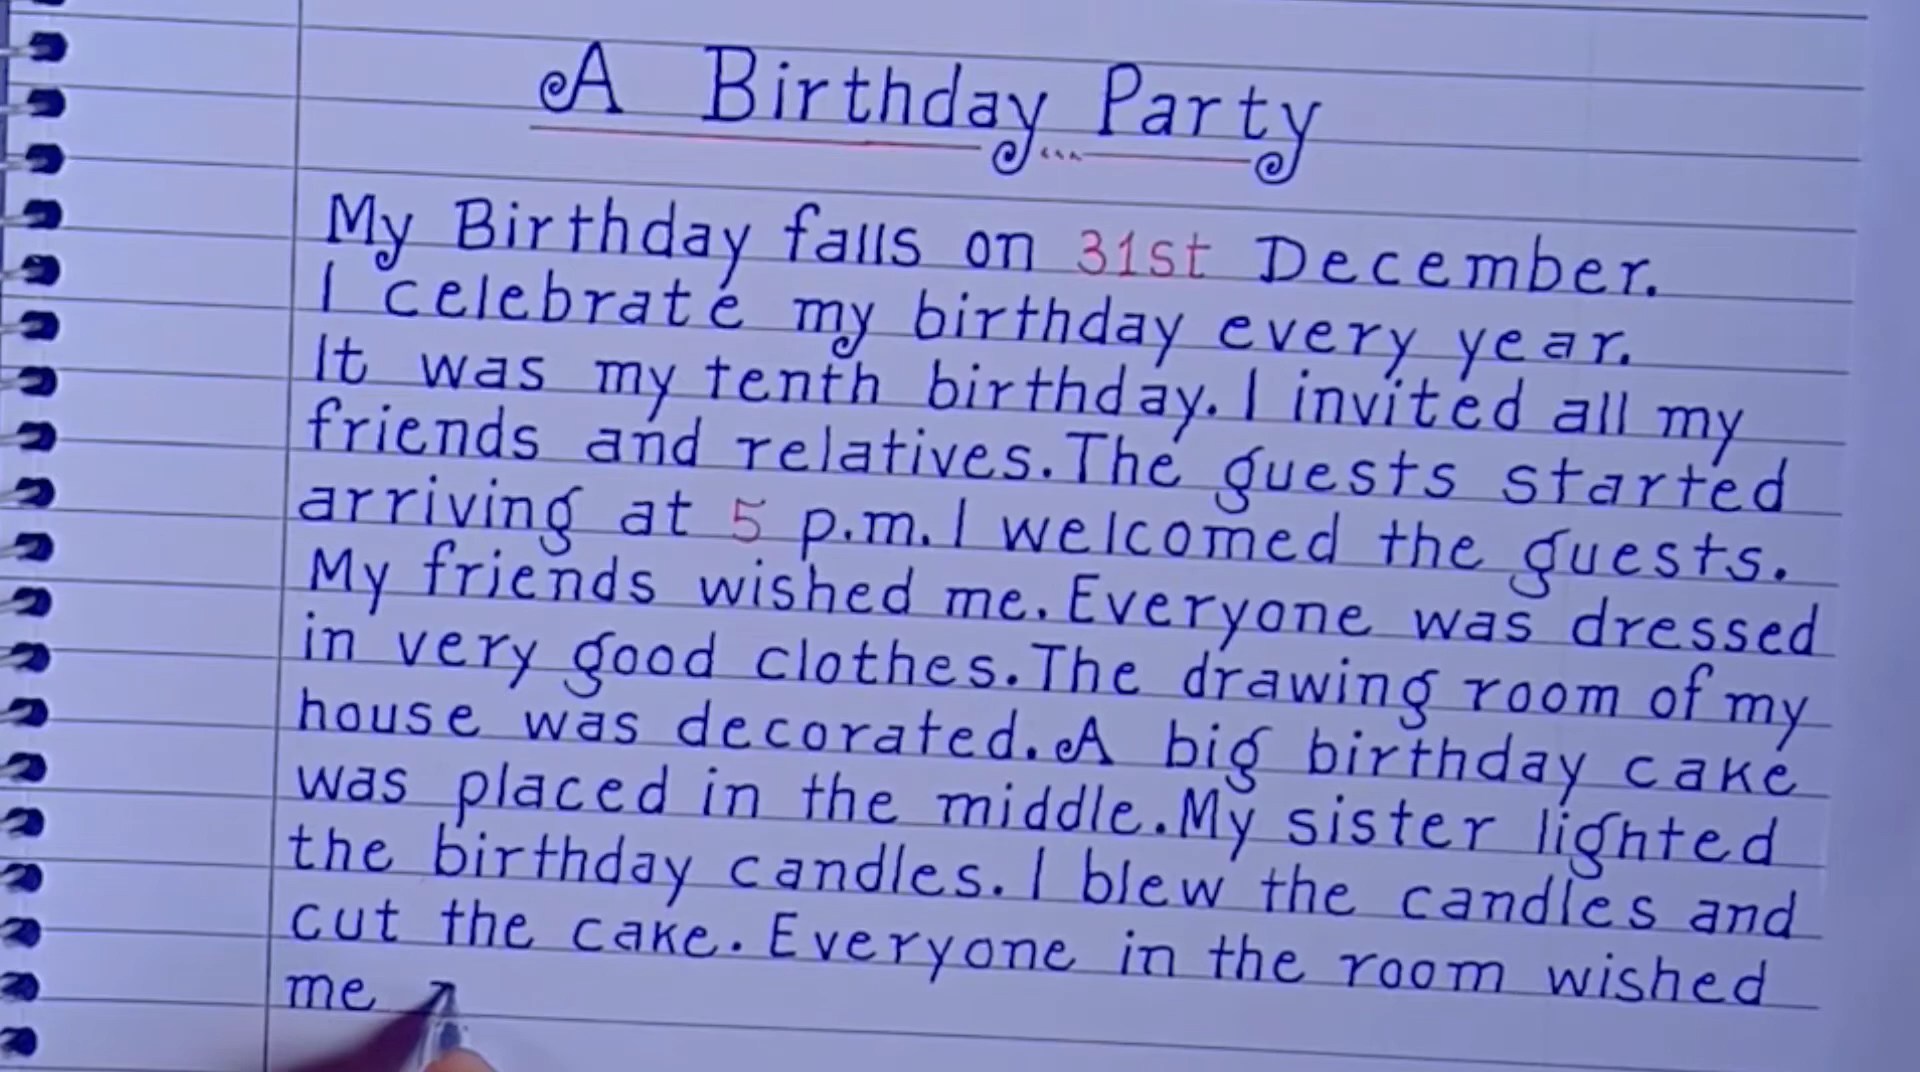 A Birthday Party
My Birthday falls on 31st December.
I celebrate my birthday every year.
It was my tenth birthday. I invited all my
friends and relatives. The guests started
arriving at 5 p.m. I welcomed the guests.
My friends wished me. Everyone was dressed
in very good clothes. The drawing room of my
house was decorated. A big birthday cake
was placed in the middle. My sister lighted
the birthday candles. I blew the candles and
cut the cake. Everyone in the room wished
me